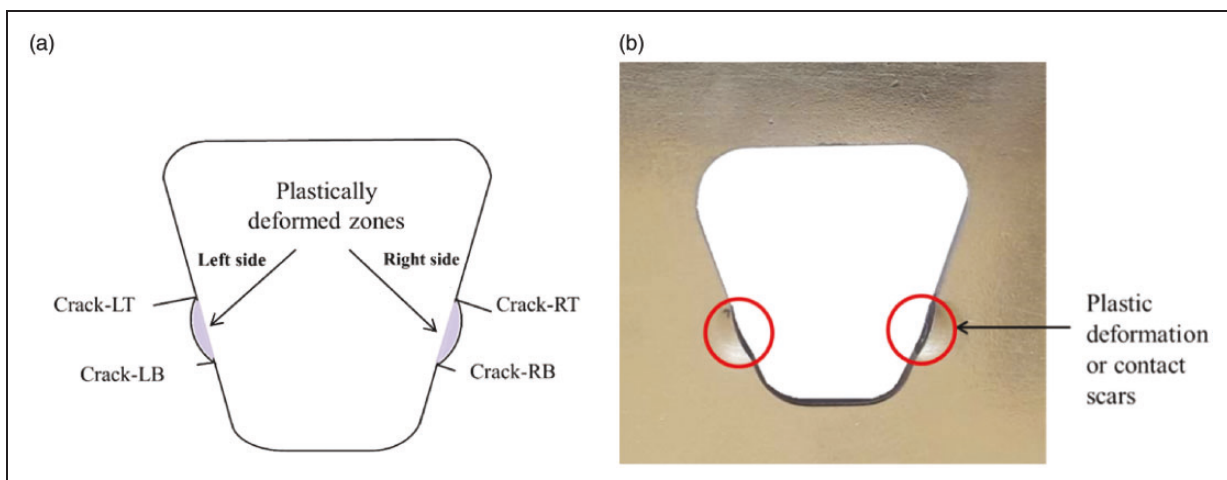 (a)
Plastically
deformed zones
Left side
Right side
Crack-LT
Crack-RT
Crack-LB
Crack-RB
(b)
Plastic
deformation
or contact
scars